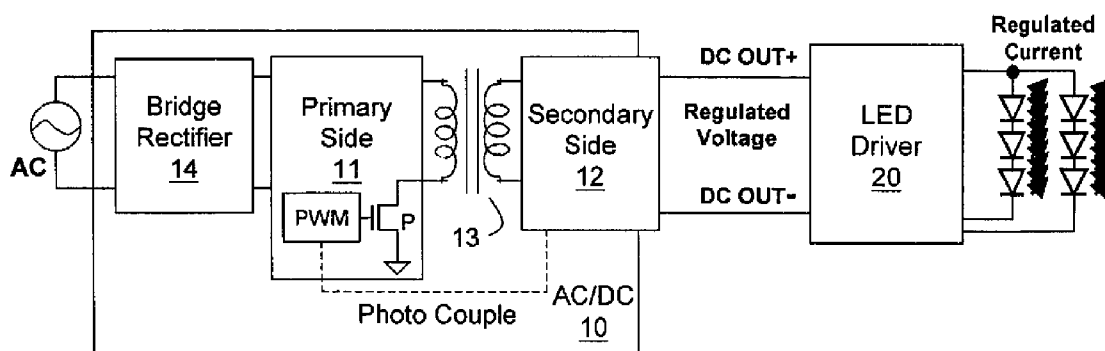 AC
Bridge
Rectifier
14
Primary
Side
11
PWM
P
13
Secondary
Side
12
Photo Couple
AC/DC
10
DC OUT+
Regulated
Voltage
DC OUT-
LED
Driver
20
Regulated
Current